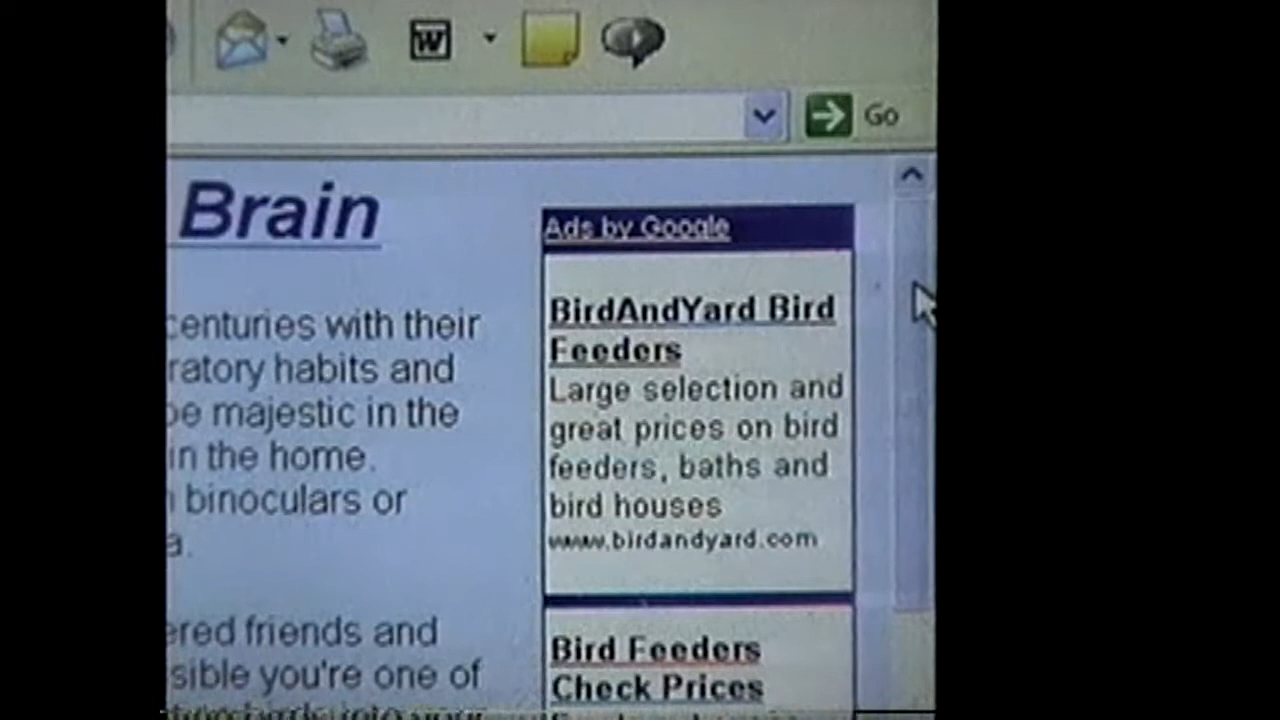 W
Go
Brain
Ads by Google
centuries with their
ratory habits and
be majestic in the
in the home.
binoculars or
a.
ered friends and
sible you're one of
BirdAndYard Bird
Feeders
Large selection and
great prices on bird
feeders, baths and
bird houses
www.birdandyard.com
Bird Feeders
Check Prices